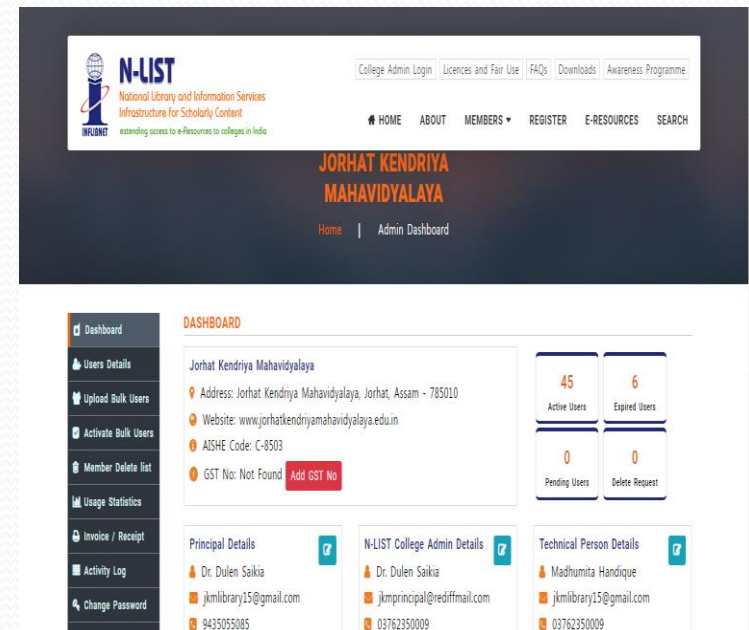 N-LIST
National Library and Information Services
Infrastructure for Scholarly Content
extending access to e-Resources to colleges in India
INFLIBNET
College Admin Login
Licences and Fair Use
FAQs
Downloads
Awareness Programme
HOME
ABOUT
MEMBERS
REGISTER
E-RESOURCES
SEARCH
JORHAT KENDRIYA
MAHAVIDYALAYA
Home | Admin Dashboard
Dashboard
Users Details
Upload Bulk Users
Activate Bulk Users
Member Delete list
Usage Statistics
Invoice / Receipt
Activity Log
Change Password
DASHBOARD
Jorhat Kendriya Mahavidyalaya
Address: Jorhat Kendriya Mahavidyalaya, Jorhat, Assam - 785010
Website: www.jorhatkendriyamahavidyalaya.edu.in
AISHE Code: C-8503
GST No: Not Found Add GST No
45
Active Users
6
Expired Users
0
Pending Users
0
Delete Request
Principal Details
Dr. Dulen Saikia
jkmlibrary15@gmail.com
9435055085
N-LIST College Admin Details
Dr. Dulen Saikia
jkmprincipal@rediffmail.com
03762350009
Technical Person Details
Madhumita Handique
jkmlibrary15@gmail.com
03762350009